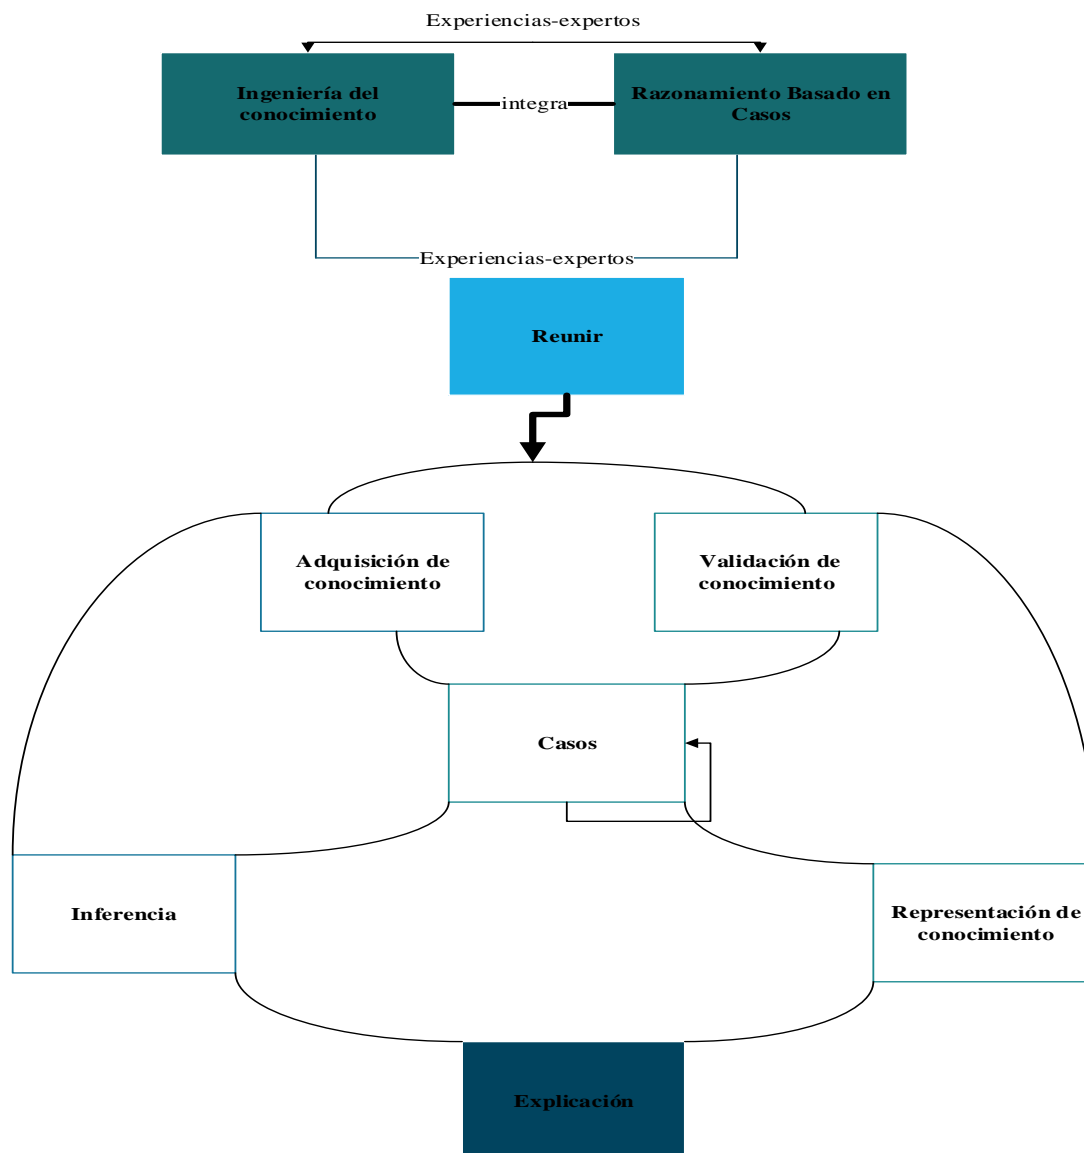 Experiencias-expertos
Ingeniería del
conocimiento
integra
Razonamiento Basado en
Casos
Experiencias-expertos
Reunir
Adquisición de
conocimiento
Validación de
conocimiento
Casos
Inferencia
Representación de
conocimiento
Explicación